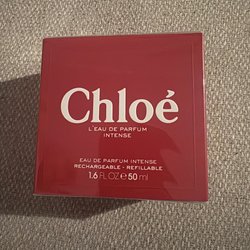 Chloé
L'EAU DE PARFUM
INTENSE
EAU DE PARFUM INTENSE
RECHARGEABLE - REFILLABLE
1.6 FL OZ e 50 ml